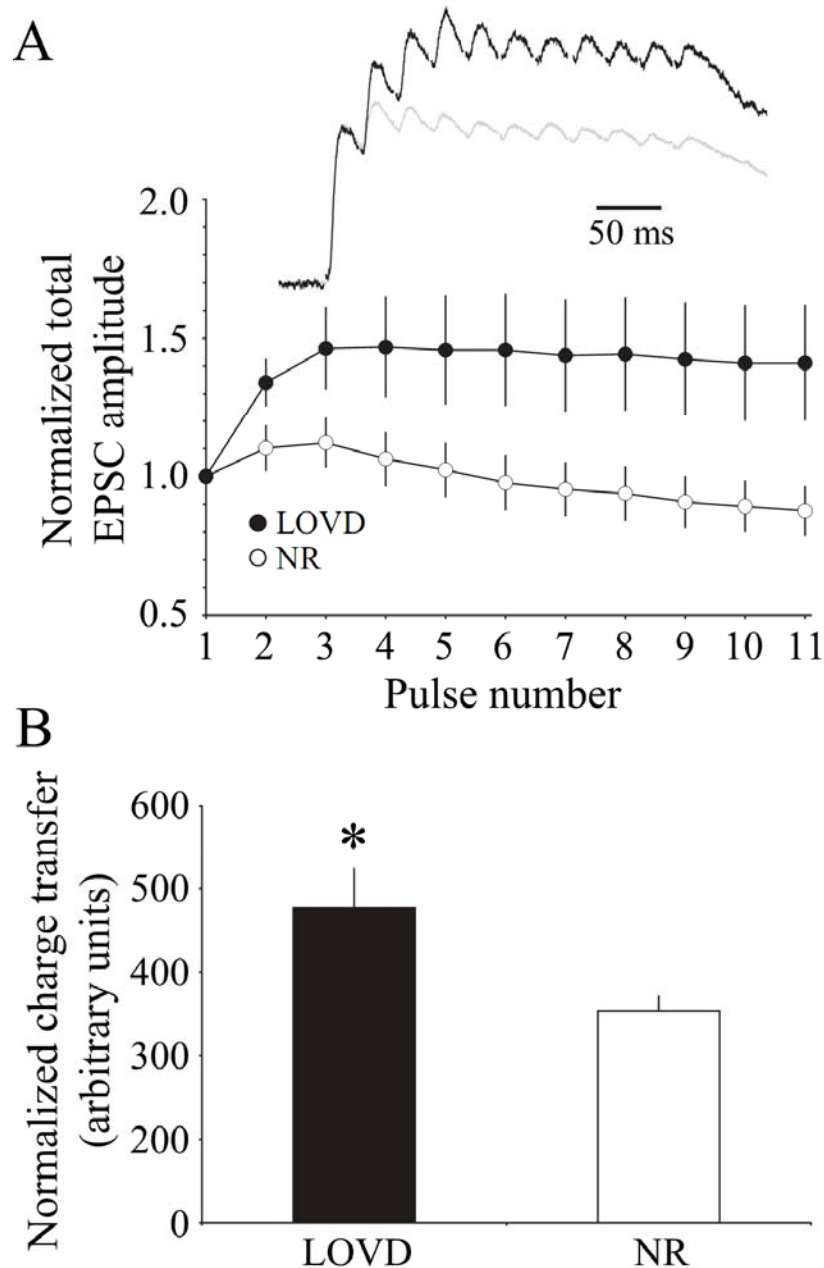 A
50 ms
Normalized total
EPSC amplitude
2.0
1.5
1.0
0.5
LOVD
NR
1 2 3 4 5 6 7 8 9 10 11
Pulse number
B
Normalized charge transfer
(arbitrary units)
600
500
400
300
200
0
*
LOVD NR